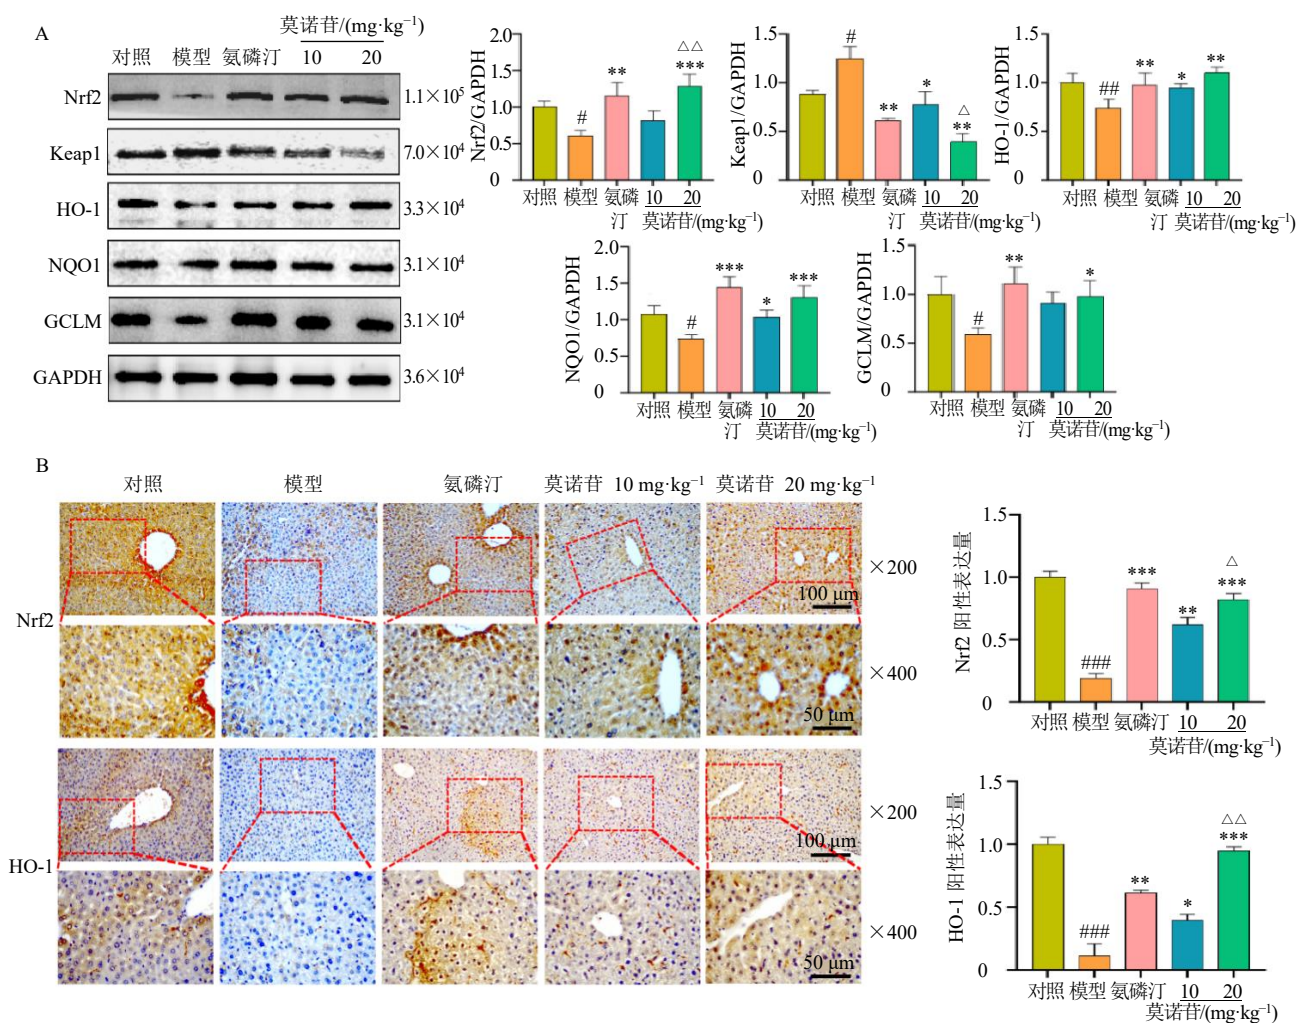 A
莫诺苷/(mg·kg⁻¹)
对照 模型 氨磷汀 10 20
Nrf2 1.1×10⁵
Keap1 7.0×10⁴
HO-1 3.3×10⁴
NQO1 3.1×10⁴
GCLM 3.1×10⁴
GAPDH 3.6×10⁴
Nrf2/GAPDH
2.0
1.5
1.0
0.5
0
# ** *** △△
对照 模型 氨磷汀 10 20
莫诺苷/(mg·kg⁻¹)
Keap1/GAPDH
1.5
1.0
0.5
0
# ** * ** △
对照 模型 氨磷汀 10 20
莫诺苷/(mg·kg⁻¹)
HO-1/GAPDH
1.5
1.0
0.5
0
## ** * **
对照 模型 氨磷汀 10 20
莫诺苷/(mg·kg⁻¹)
NQO1/GAPDH
2.0
1.5
1.0
0.5
0
# *** * ***
对照 模型 氨磷汀 10 20
莫诺苷/(mg·kg⁻¹)
GCLM/GAPDH
1.5
1.0
0.5
0
# ** *
对照 模型 氨磷汀 10 20
莫诺苷/(mg·kg⁻¹)
B
对照 模型 氨磷汀 莫诺苷 10 mg·kg⁻¹ 莫诺苷 20 mg·kg⁻¹
Nrf2
×200
100 μm
×400
50 μm
HO-1
×200
100 μm
×400
50 μm
Nrf2 阳性表达量
1.5
1.0
0.5
0
### *** ** *** △
对照 模型 氨磷汀 10 20
莫诺苷/(mg·kg⁻¹)
HO-1 阳性表达量
1.5
1.0
0.5
0
### ** * *** △△
对照 模型 氨磷汀 10 20
莫诺苷/(mg·kg⁻¹)